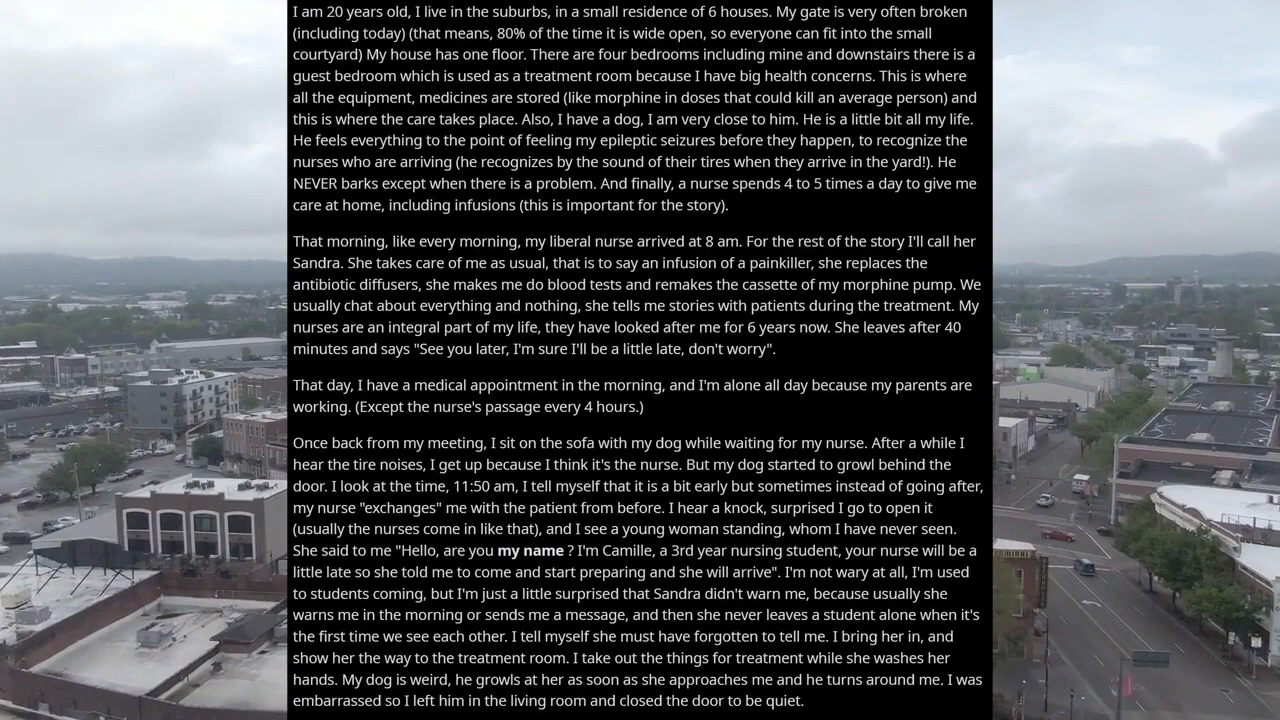 I am 20 years old, I live in the suburbs, in a small residence of 6 houses. My gate is very often broken
(including today) (that means, 80% of the time it is wide open, so everyone can fit into the small
courtyard) My house has one floor. There are four bedrooms including mine and downstairs there is a
guest bedroom which is used as a treatment room because I have big health concerns. This is where
all the equipment, medicines are stored (like morphine in doses that could kill an average person) and
this is where the care takes place. Also, I have a dog, I am very close to him. He is a little bit all my life.
He feels everything to the point of feeling my epileptic seizures before they happen, to recognize the
nurses who are arriving (he recognizes by the sound of their tires when they arrive in the yard!). He
NEVER barks except when there is a problem. And finally, a nurse spends 4 to 5 times a day to give me
care at home, including infusions (this is important for the story).
That morning, like every morning, my liberal nurse arrived at 8 am. For the rest of the story I'll call her
Sandra. She takes care of me as usual, that is to say an infusion of a painkiller, she replaces the
antibiotic diffusers, she makes me do blood tests and remakes the cassette of my morphine pump. We
usually chat about everything and nothing, she tells me stories with patients during the treatment. My
nurses are an integral part of my life, they have looked after me for 6 years now. She leaves after 40
minutes and says "See you later, I'm sure I'll be a little late, don't worry".
That day, I have a medical appointment in the morning, and I'm alone all day because my parents are
working. (Except the nurse's passage every 4 hours.)
Once back from my meeting, I sit on the sofa with my dog while waiting for my nurse. After a while I
hear the tire noises, I get up because I think it's the nurse. But my dog started to growl behind the
door. I look at the time, 11:50 am, I tell myself that it is a bit early but sometimes instead of going after,
my nurse "exchanges" me with the patient from before. I hear a knock, surprised I go to open it
(usually the nurses come in like that), and I see a young woman standing, whom I have never seen.
She said to me "Hello, are you my name ? I'm Camille, a 3rd year nursing student, your nurse will be a
little late so she told me to come and start preparing and she will arrive". I'm not wary at all, I'm used
to students coming, but I'm just a little surprised that Sandra didn't warn me, because usually she
warns me in the morning or sends me a message, and then she never leaves a student alone when it's
the first time we see each other. I tell myself she must have forgotten to tell me. I bring her in, and
show her the way to the treatment room. I take out the things for treatment while she washes her
hands. My dog is weird, he growls at her as soon as she approaches me and he turns around me. I was
embarrassed so I left him in the living room and closed the door to be quiet.